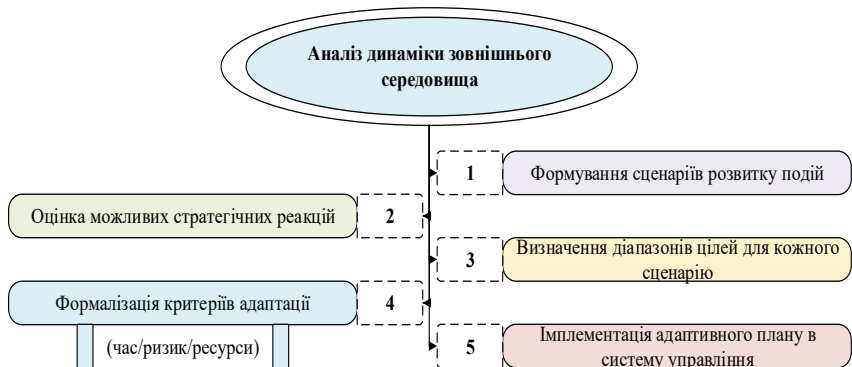 Аналіз динаміки зовнішнього
середовища
1
Формування сценаріїв розвитку подій
Оцінка можливих стратегічних реакцій
2
3
Визначення діапазонів цілей для кожного
сценарію
Формалізація критеріїв адаптації
4
(час/ризик/ресурси)
5
Імплементація адаптивного плану в
систему управління